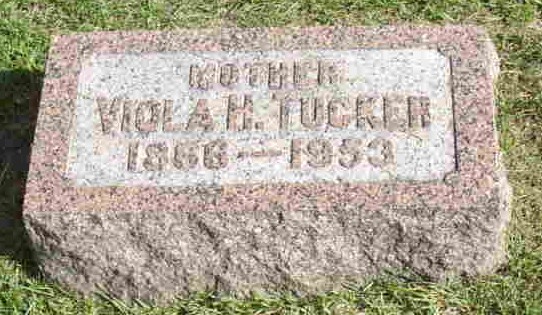 MOTHER
VIOLA H. TUCKER
1866 — 1953